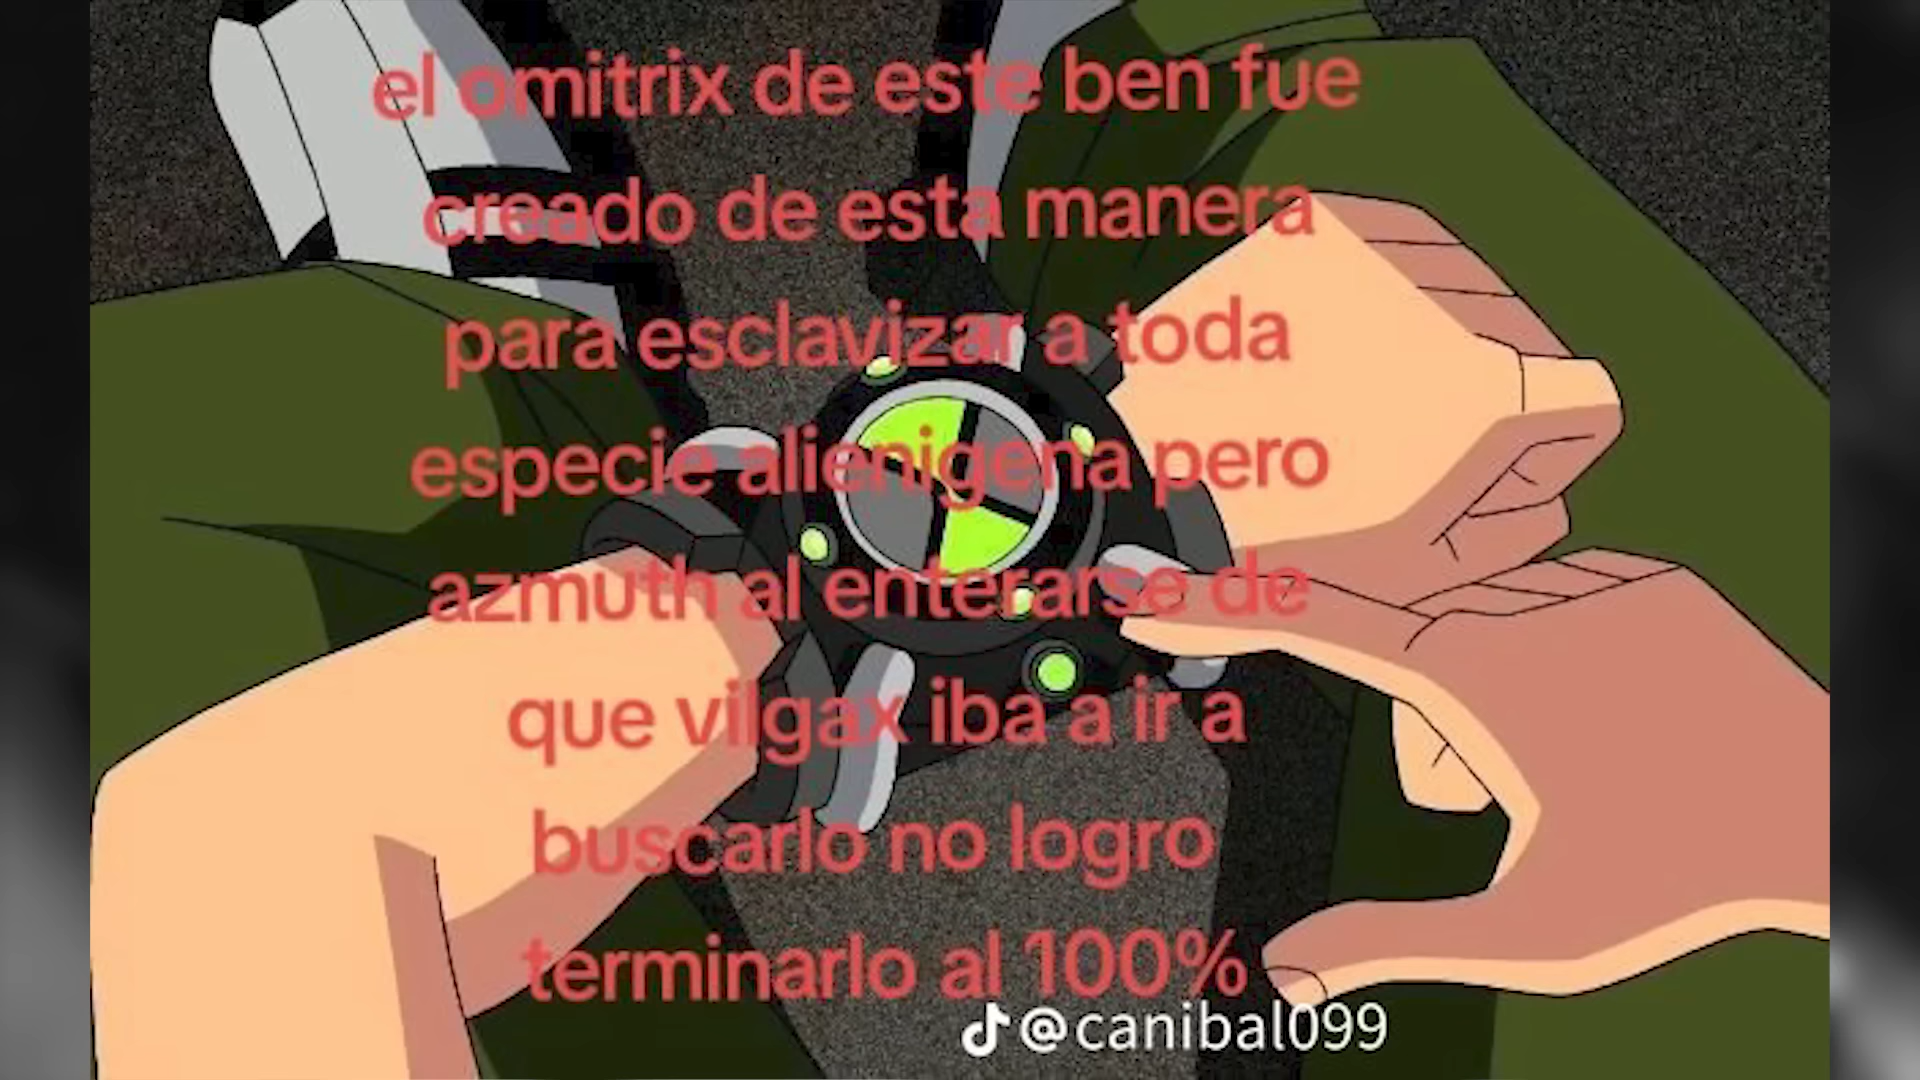 el omitrix de este ben fue
creado de esta manera
para esclavizar a toda
especie alienigena pero
azmuth al enterarse de
que vilgax iba a ir a
buscarlo no logro
terminarlo al 100%
@canibal099